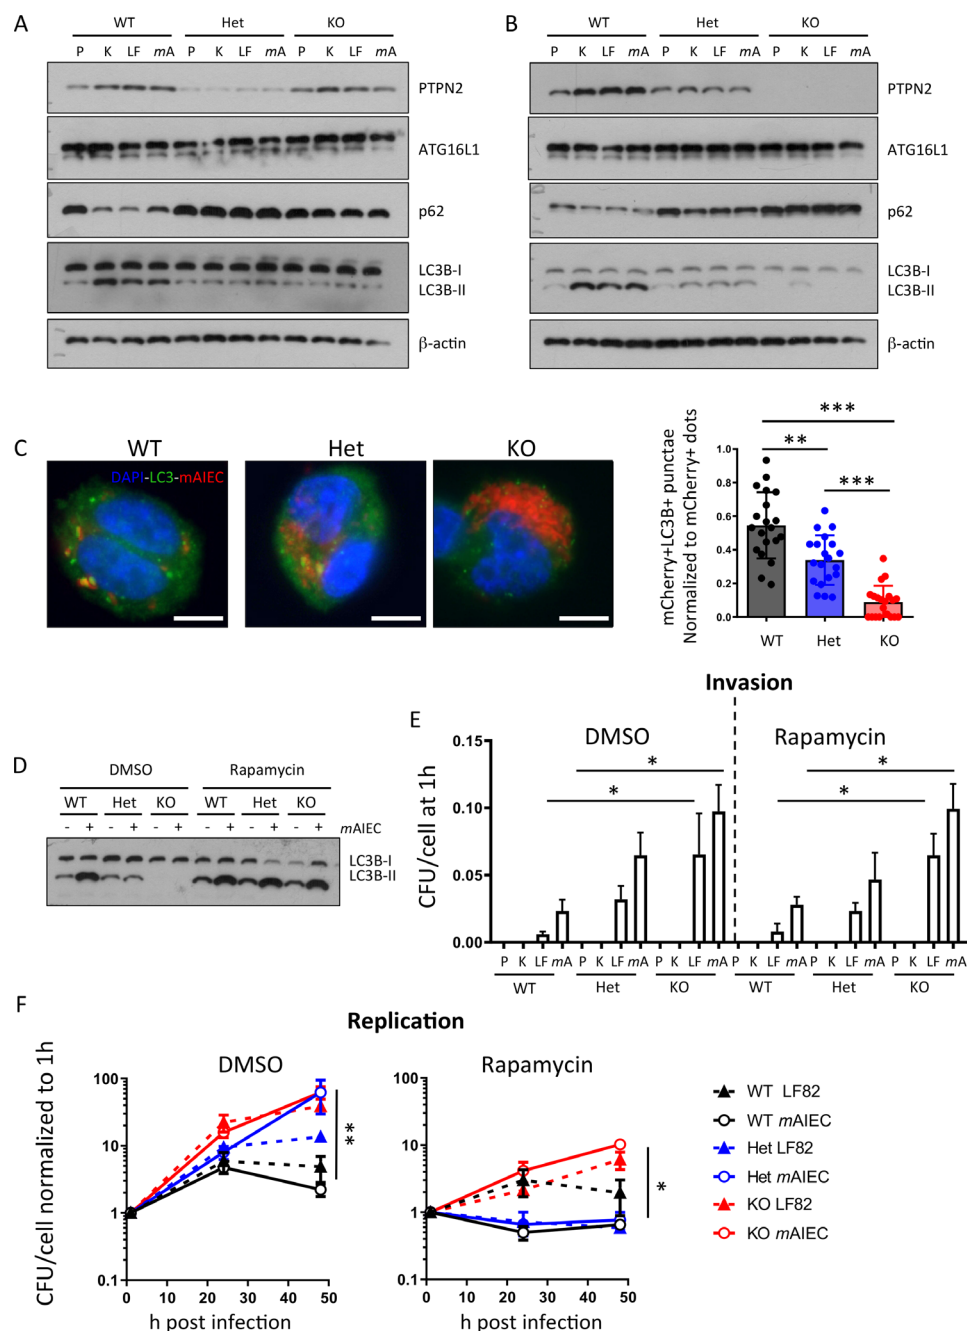 A
WT Het KO
P K LF mA P K LF mA P K LF mA
PTPN2
ATG16L1
p62
LC3B-I
LC3B-II
β-actin
B
WT Het KO
P K LF mA P K LF mA P K LF mA
PTPN2
ATG16L1
p62
LC3B-I
LC3B-II
β-actin
C
WT Het KO
DAPI-LC3-mAIEC
mCherry+LC3B+ punctae
Normalized to mCherry+ dots
1.0
0.8
0.6
0.4
0.2
0.0
***
**
***
WT Het KO
D
DMSO Rapamycin
WT Het KO WT Het KO
- + - + - + - + - + - + mAIEC
LC3B-I
LC3B-II
E
Invasion
DMSO Rapamycin
CFU/cell at 1h
0.15
0.10
0.05
0.00
*
*
*
*
P K LF mA P K LF mA P K LF mA P K LF mA P K LF mA P K LF mA
WT Het KO WT Het KO
F
Replication
DMSO
CFU/cell normalized to 1h
100
10
1
0.1
0 10 20 30 40 50
h post infection
**
Rapamycin
100
10
1
0.1
0 10 20 30 40 50
h post infection
*
WT LF82
WT mAIEC
Het LF82
Het mAIEC
KO LF82
KO mAIEC